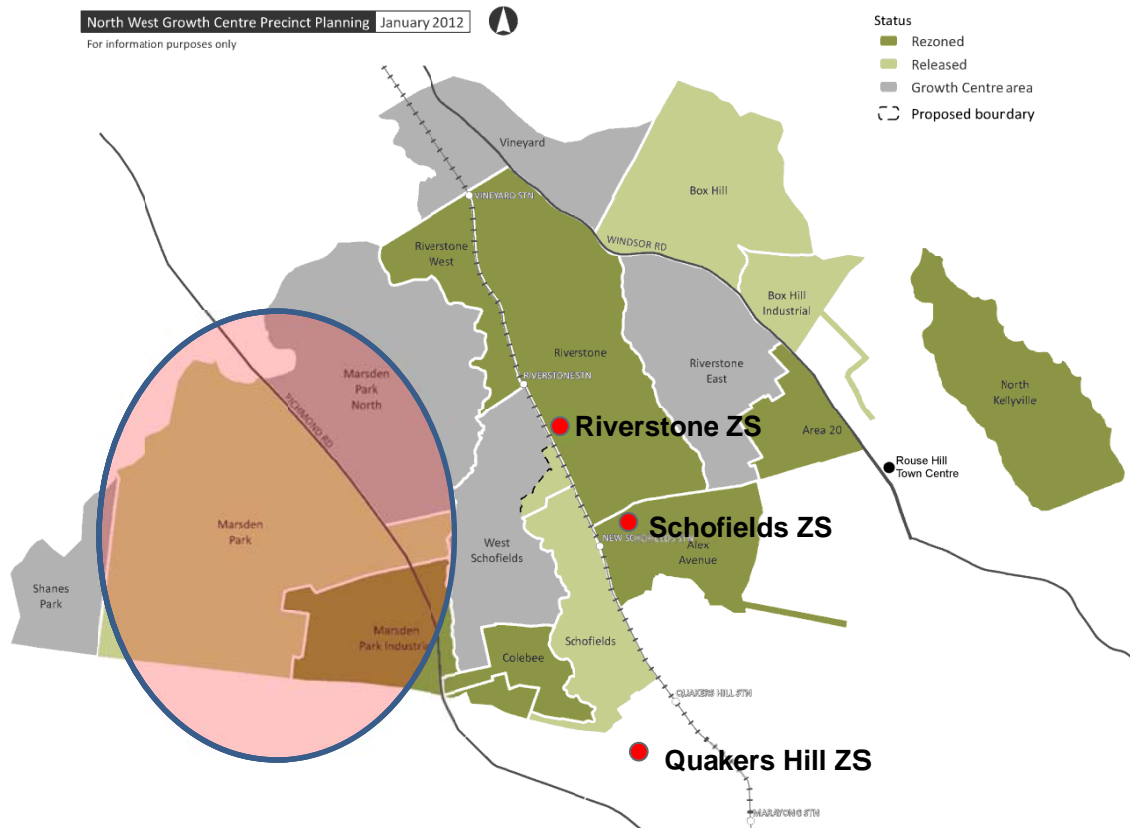 North West Growth Centre Precinct Planning January 2012
For information purposes only
Status
Rezoned
Released
Growth Centre area
Proposed boundary
Vineyard
VINEYARD STN
Box Hill
WINDSOR RD
Riverstone
West
Box Hill
Industrial
Riverstone
RIVERSTONE STN
Riverstone
East
North
Kellyville
Marsden
Park
North
RICHMOND RD
Riverstone ZS
Area 20
Rouse Hill
Town Centre
Marsden
Park
Schofields ZS
NEW SCHOFIELDS STN
Alex
Avenue
West
Schofields
Shanes
Park
Marsden
Park Industrial
Schofields
Colebee
QUAKERS HILL STN
Quakers Hill ZS
MARAYONG STN